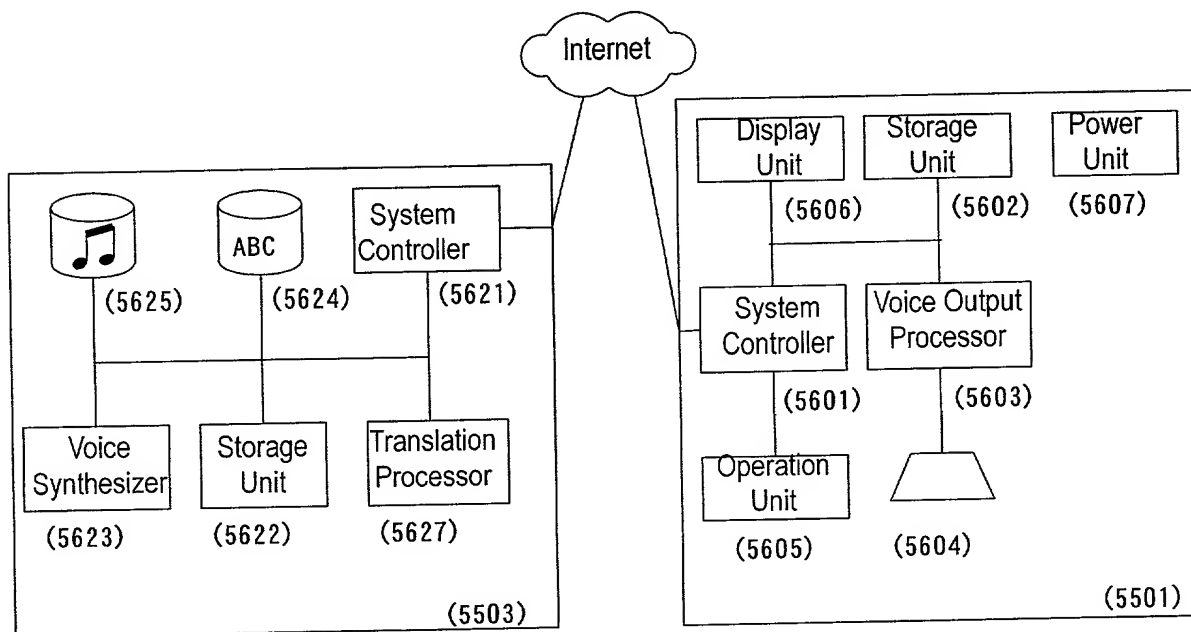 Internet
ABC
(5625)
(5624)
System
Controller
(5621)
Voice
Synthesizer
(5623)
Storage
Unit
(5622)
Translation
Processor
(5627)
(5503)
Display
Unit
(5606)
Storage
Unit
(5602)
Power
Unit
(5607)
System
Controller
(5601)
Voice Output
Processor
(5603)
Operation
Unit
(5605)
(5604)
(5501)